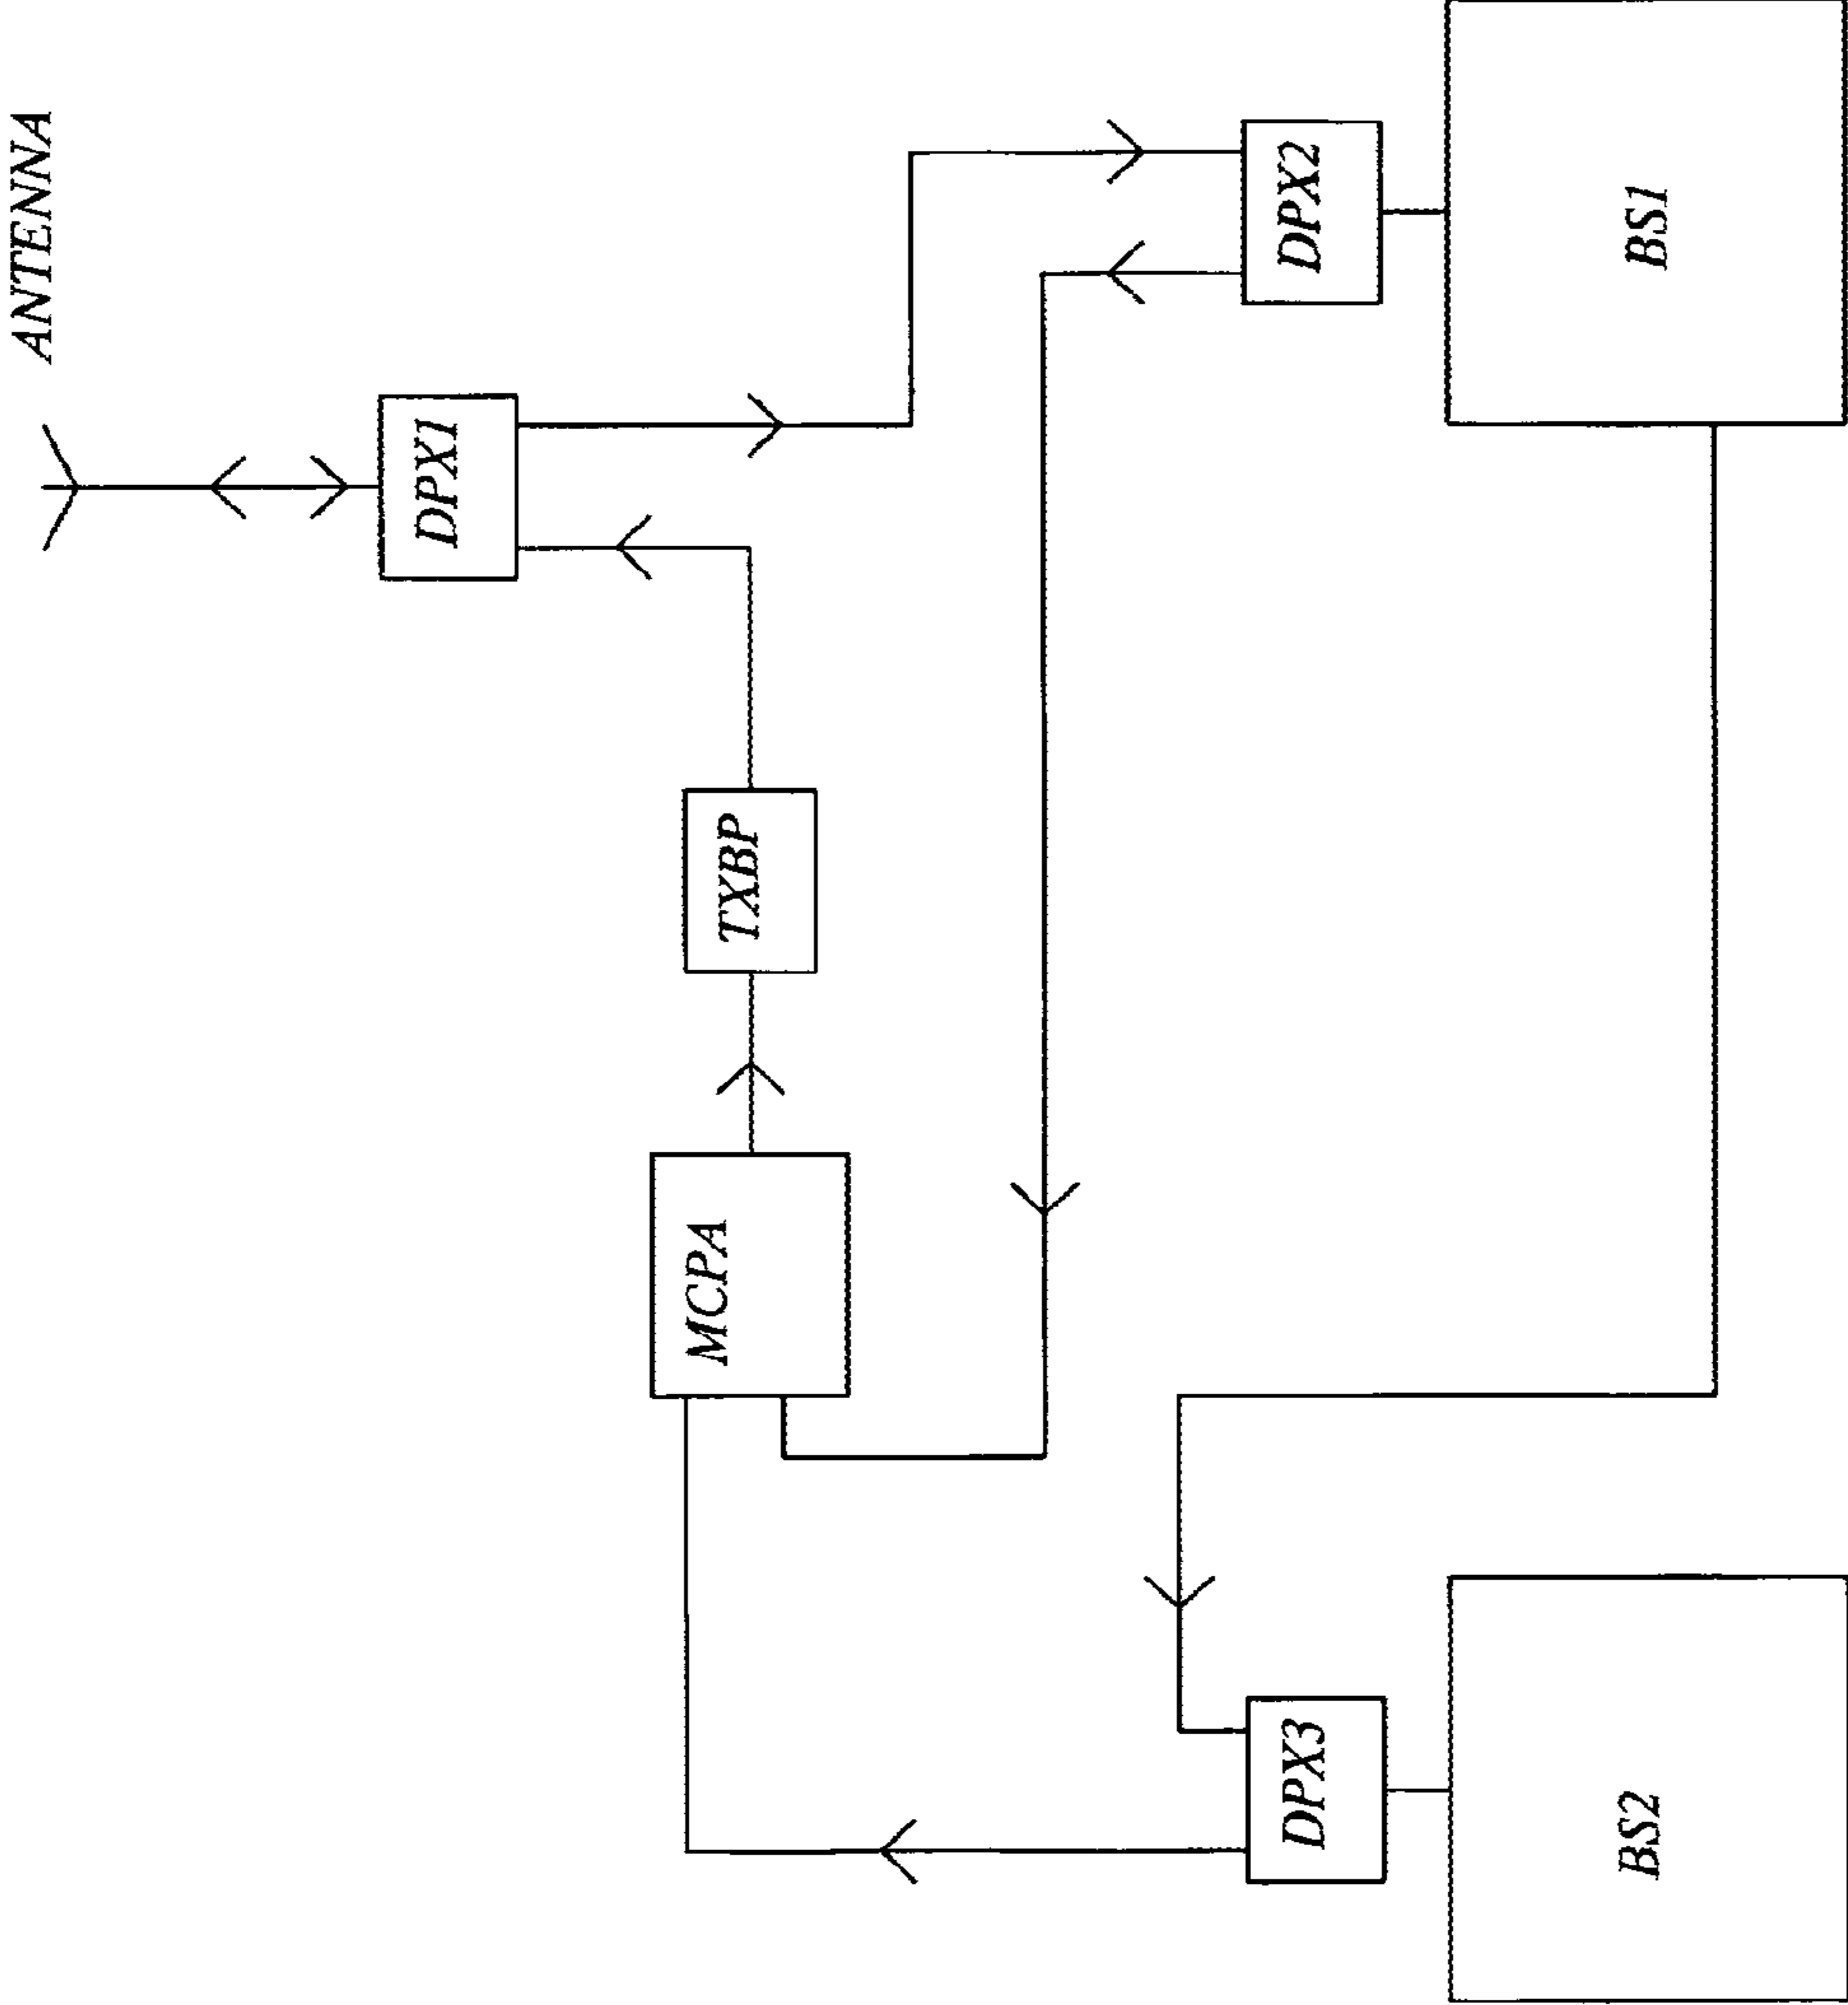 ANTENNA
DPX1
TXBP
MCPA
DPX2
DPX3
BS1
BS2